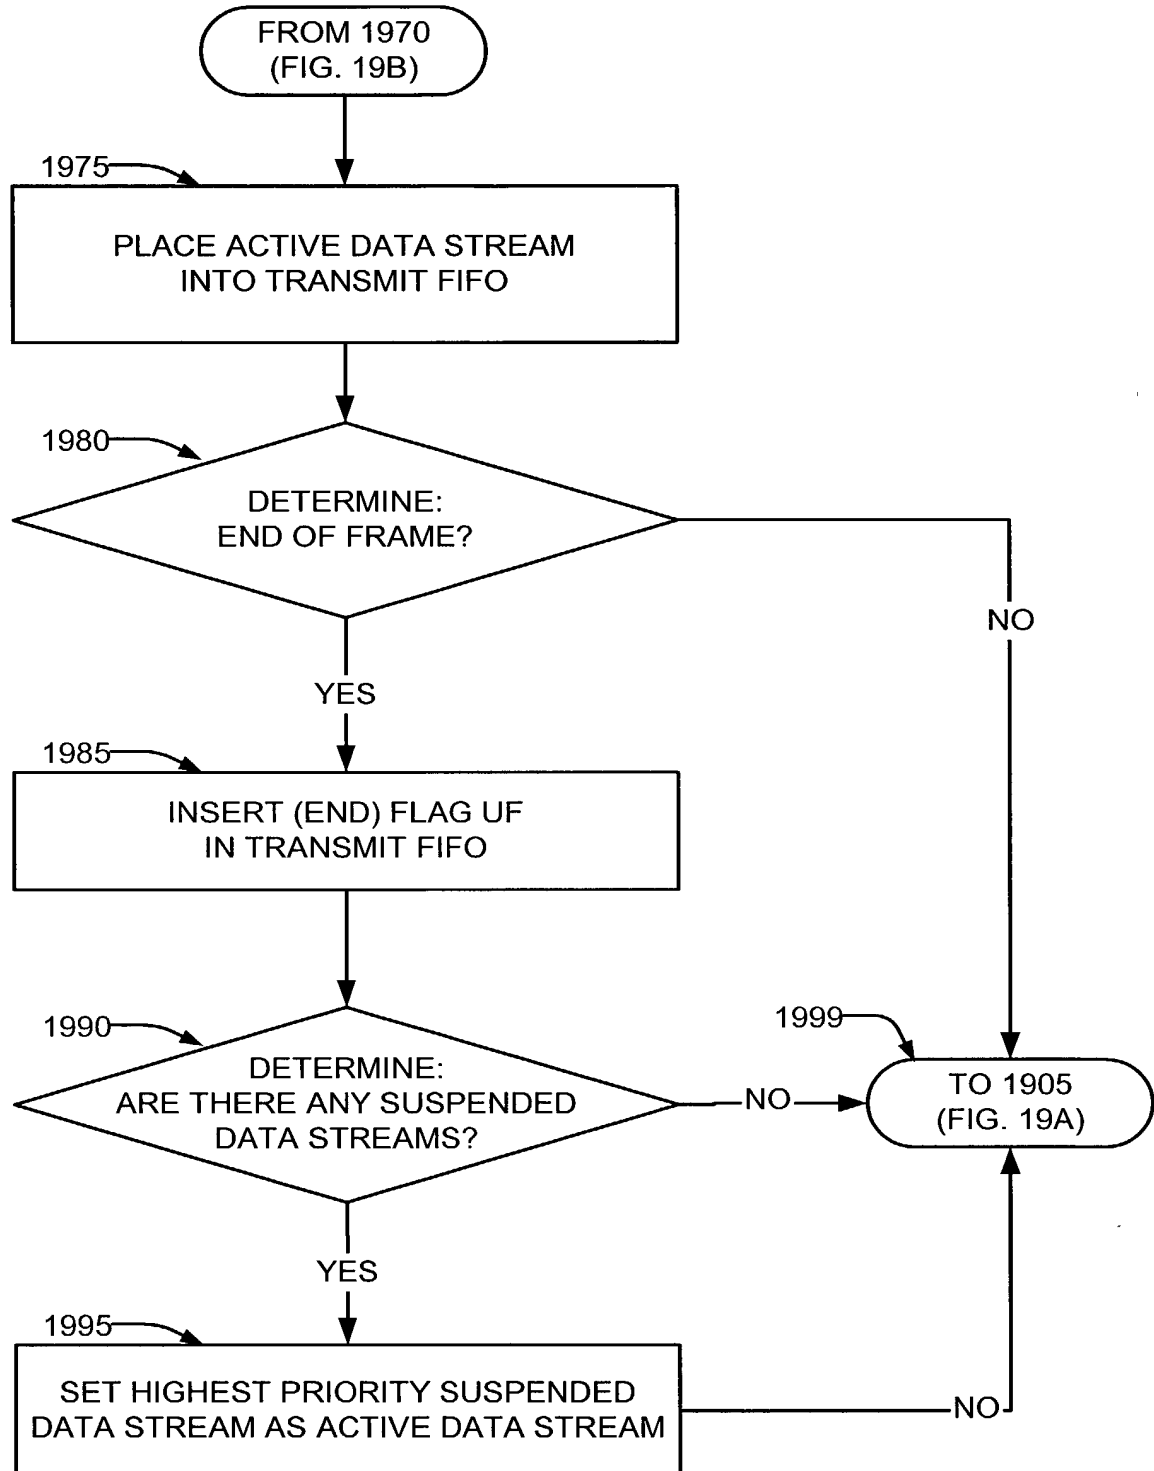 FROM 1970
(FIG. 19B)
1975
PLACE ACTIVE DATA STREAM
INTO TRANSMIT FIFO
1980
DETERMINE:
END OF FRAME?
NO
YES
1985
INSERT (END) FLAG UF
IN TRANSMIT FIFO
1990
DETERMINE:
ARE THERE ANY SUSPENDED
DATA STREAMS?
NO
1999
TO 1905
(FIG. 19A)
YES
1995
SET HIGHEST PRIORITY SUSPENDED
DATA STREAM AS ACTIVE DATA STREAM
NO